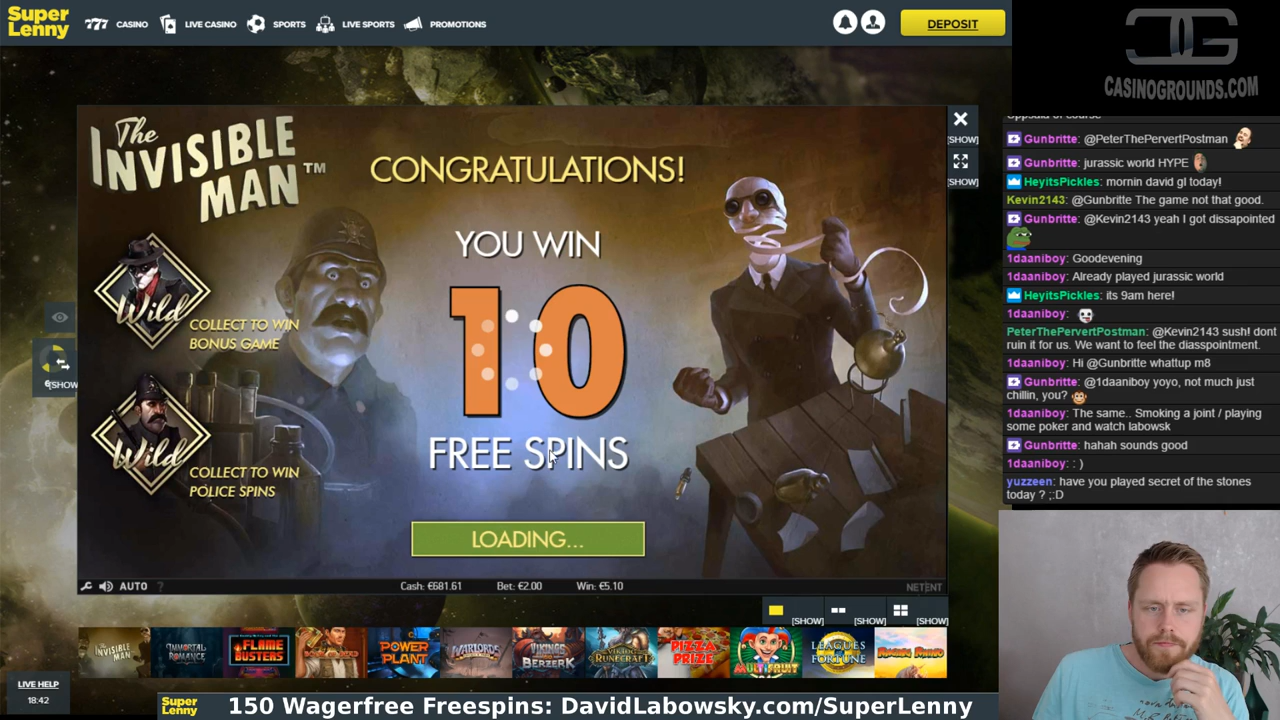 Super Lenny
777 CASINO
LIVE CASINO
SPORTS
LIVE SPORTS
PROMOTIONS
DEPOSIT
CG
CASINOGROUNDS.COM
[SHOW]
[SHOW]
The INVISIBLE MAN™
CONGRATULATIONS!
YOU WIN
10
FREE SPINS
LOADING...
Wild
COLLECT TO WIN
BONUS GAME
Wild
COLLECT TO WIN
POLICE SPINS
[SHOW]
AUTO ?
Cash: €681.61
Bet: €2.00
Win: €5.10
NETENT
[SHOW]
[SHOW]
[SHOW]
Gunbritte: @PeterThePervertPostman
Gunbritte: jurassic world HYPE
HeyitsPickles: mornin david gl today!
Kevin2143: @Gunbritte The game not that good.
Gunbritte: @Kevin2143 yeah I got dissapointed
1daaniboy: Goodevening
1daaniboy: Already played jurassic world
HeyitsPickles: its 9am here!
1daaniboy:
PeterThePervertPostman: @Kevin2143 sush! dont
ruin it for us. We want to feel the diasspointment.
1daaniboy: Hi @Gunbritte whattup m8
Gunbritte: @1daaniboy yoyo, not much just
chillin, you?
1daaniboy: The same.. Smoking a joint / playing
some poker and watch labowsk
Gunbritte: hahah sounds good
1daaniboy: : )
yuzzeen: have you played secret of the stones
today ? ;:D
INVISIBLE MAN
IMMORTAL ROMANCE
FLAME BUSTERS
POWER PLANT
WARLORDS
VIKINGS BERZERK
RUNECRAFT
PIZZA PRIZE
MULTIFRUIT
LEAGUES OF FORTUNE
LIVE HELP
18:42
Super Lenny
150 Wagerfree Freespins: DavidLabowsky.com/SuperLenny